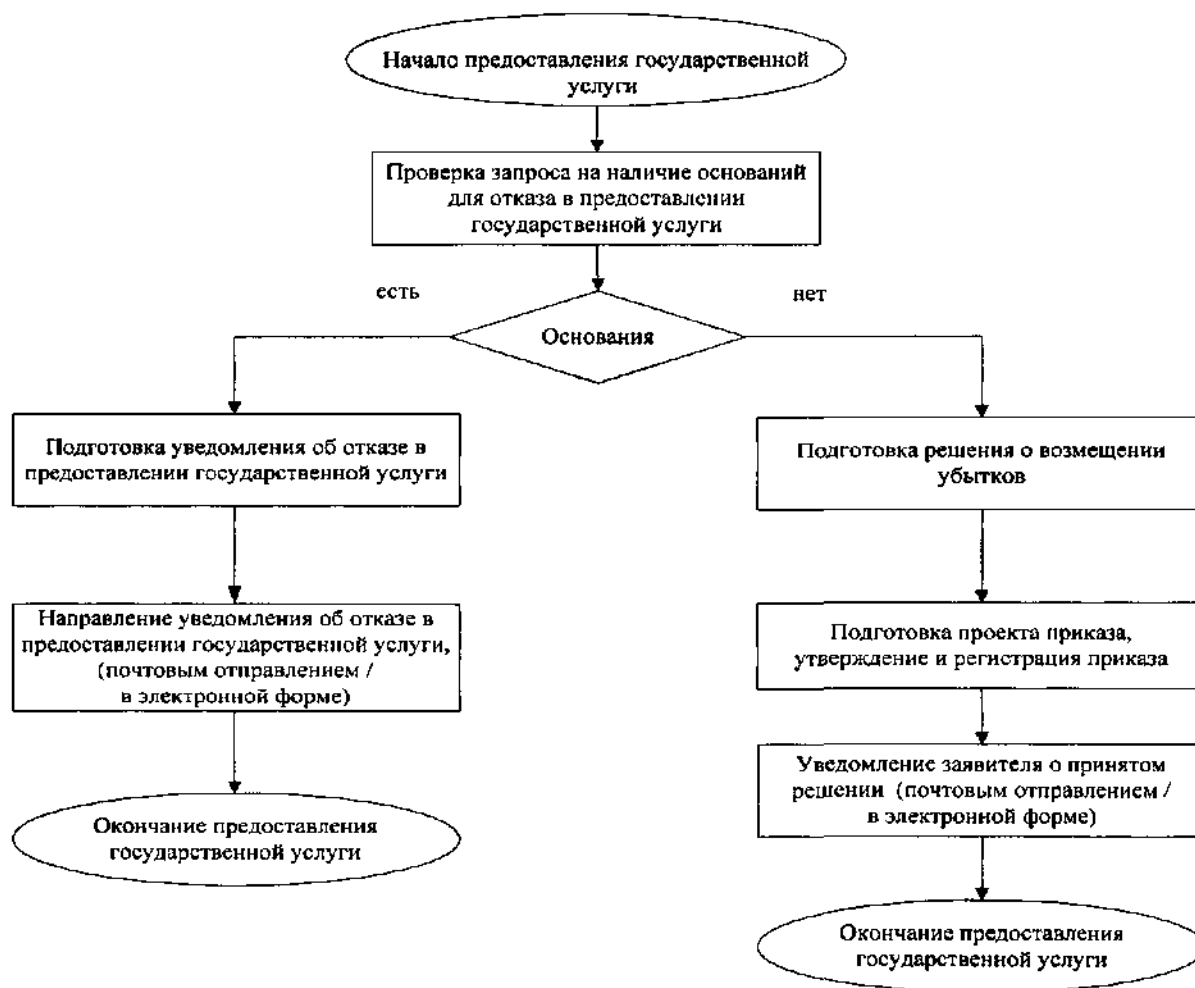 Начало предоставления государственной
услуги
Проверка запроса на наличие оснований
для отказа в предоставлении
государственной услуги
есть
нет
Основания
Подготовка уведомления об отказе в
предоставлении государственной услуги
Направление уведомления об отказе в
предоставлении государственной услуги,
(почтовым отправлением /
в электронной форме)
Окончание предоставления
государственной услуги
Подготовка решения о возмещении
убытков
Подготовка проекта приказа,
утверждение и регистрация приказа
Уведомление заявителя о принятом
решении (почтовым отправлением /
в электронной форме)
Окончание предоставления
государственной услуги